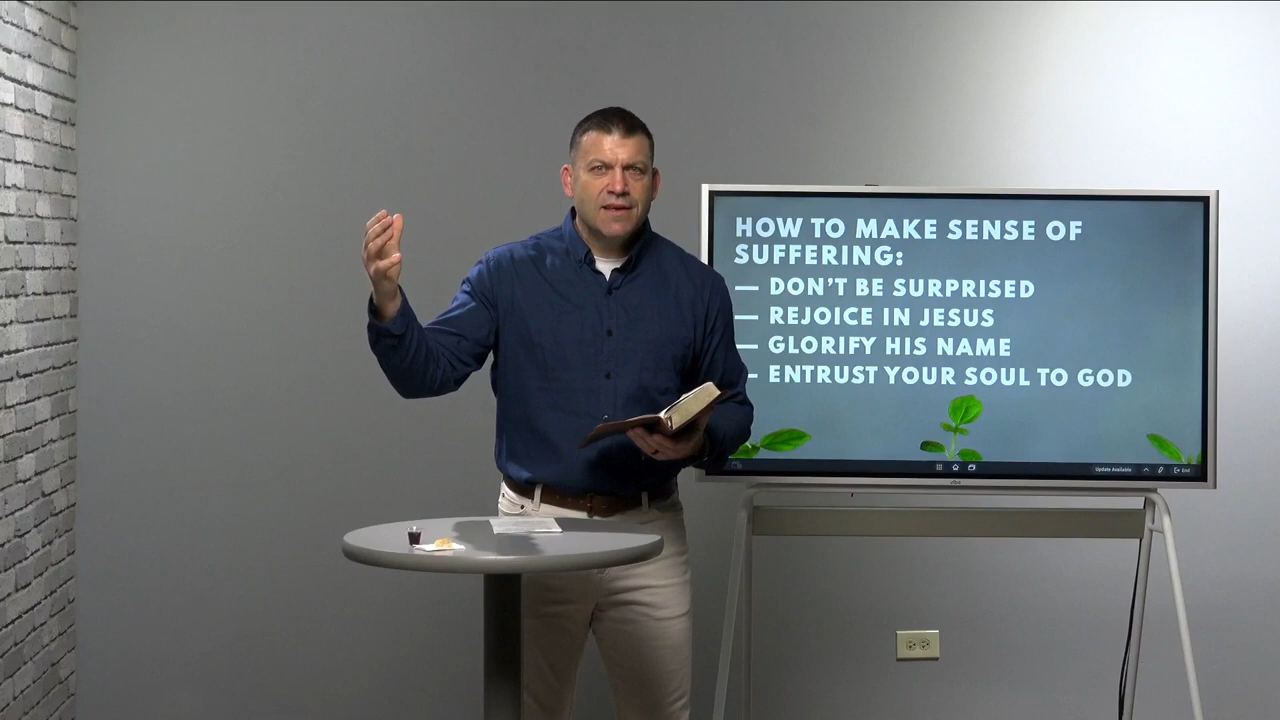 HOW TO MAKE SENSE OF
SUFFERING:
— DON'T BE SURPRISED
— REJOICE IN JESUS
— GLORIFY HIS NAME
— ENTRUST YOUR SOUL TO GOD
Update Available
End